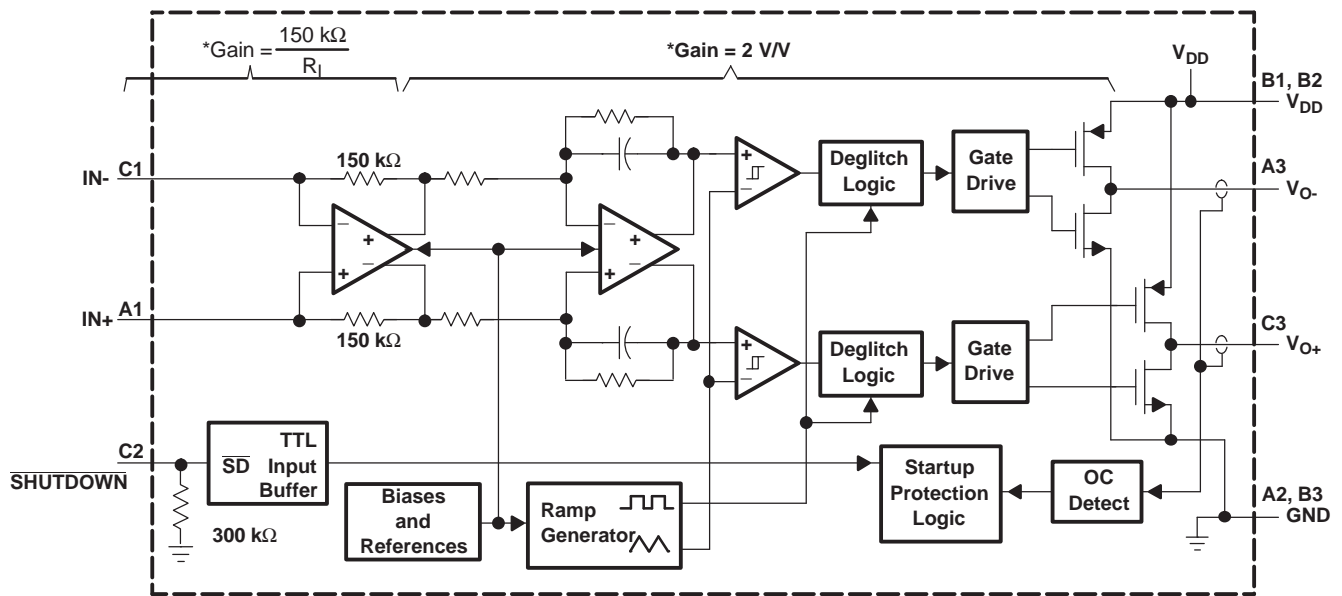 *Gain = 150 kΩ
R_I
*Gain = 2 V/V
V_DD
B1, B2
V_DD
IN- C1
150 kΩ
Deglitch
Logic
Gate
Drive
A3
V_O-
+
−
−
+
+
−
−
+
+
−
IN+ A1
150 kΩ
+
−
Deglitch
Logic
Gate
Drive
C3
V_O+
C2
SHUTDOWN
SD
TTL
Input
Buffer
300 kΩ
Biases
and
References
Ramp
Generator
Startup
Protection
Logic
OC
Detect
A2, B3
GND